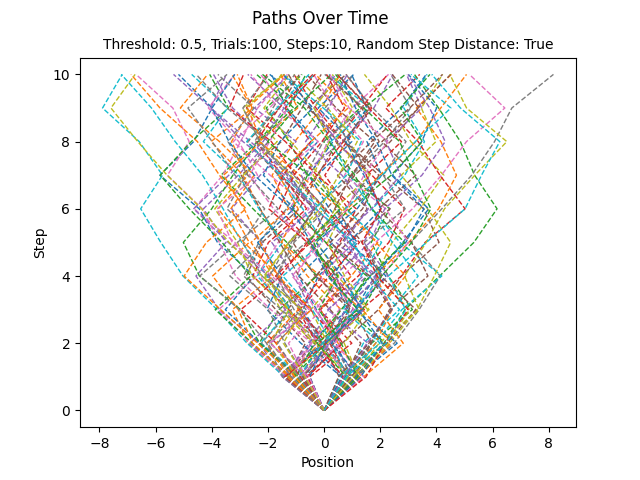 Paths Over Time
Threshold: 0.5, Trials:100, Steps:10, Random Step Distance: True
10
8
6
4
2
0
Step
−8 −6 −4 −2 0 2 4 6 8
Position